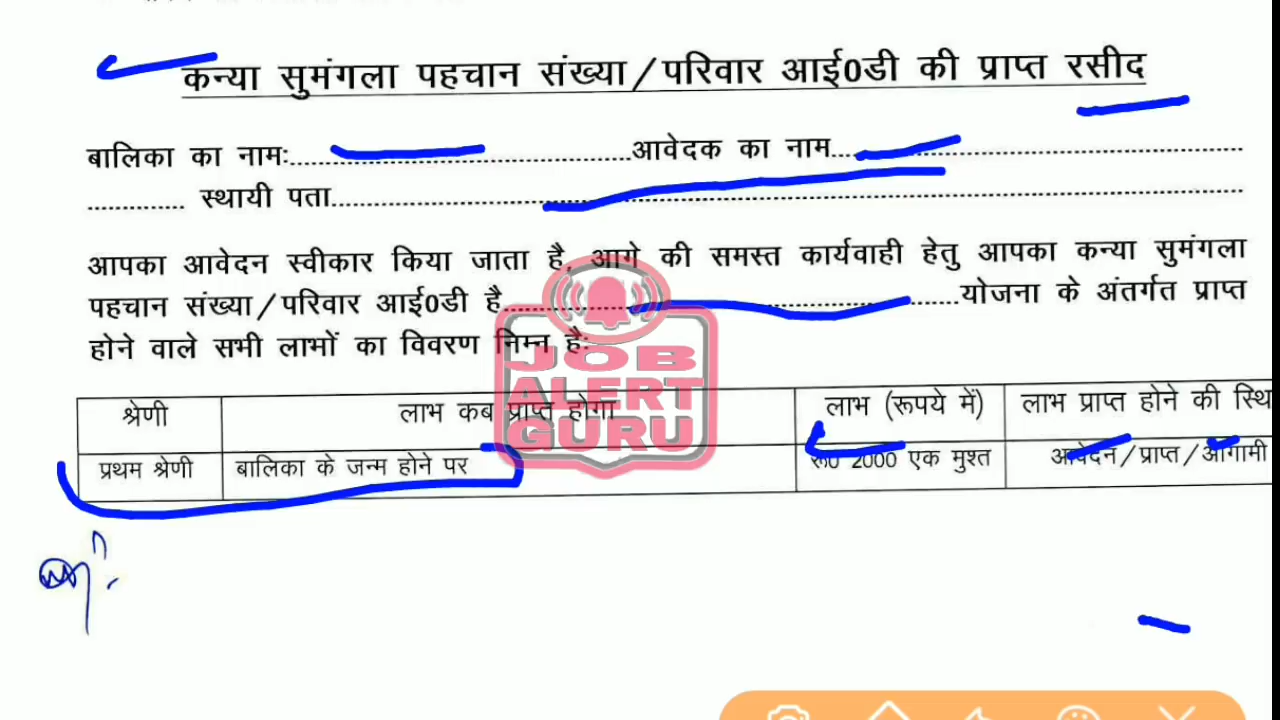 कन्या सुमंगला पहचान संख्या/परिवार आई0डी की प्राप्त रसीद
बालिका का नामः.......................................................आवेदक का नाम.................................................................
.............. स्थायी पता...............................................................................................................................................
आपका आवेदन स्वीकार किया जाता है, आगे की समस्त कार्यवाही हेतु आपका कन्या सुमंगला
पहचान संख्या/परिवार आई0डी है..........................................................................योजना के अंतर्गत प्राप्त
होने वाले सभी लाभों का विवरण निम्न हैः
JOB
ALERT
GURU
श्रेणी लाभ कब प्राप्त होगा लाभ (रूपये में) लाभ प्राप्त होने की
प्रथम श्रेणी बालिका के जन्म होने पर रू0 2000 एक मुश्त आवेदन/प्राप्त/आगामी